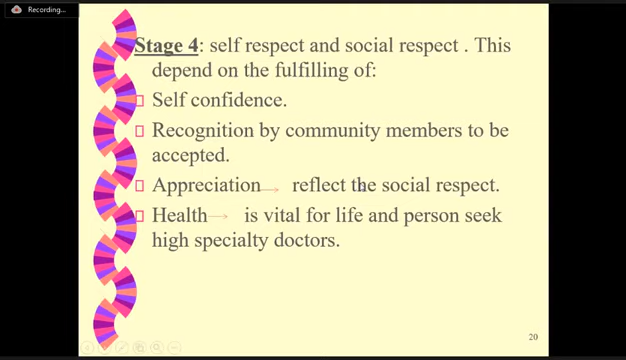 Recording...
Stage 4: self respect and social respect . This
depend on the fulfilling of:
Self confidence.
Recognition by community members to be
accepted.
Appreciation→ reflect the social respect.
Health→ is vital for life and person seek
high specialty doctors.
20